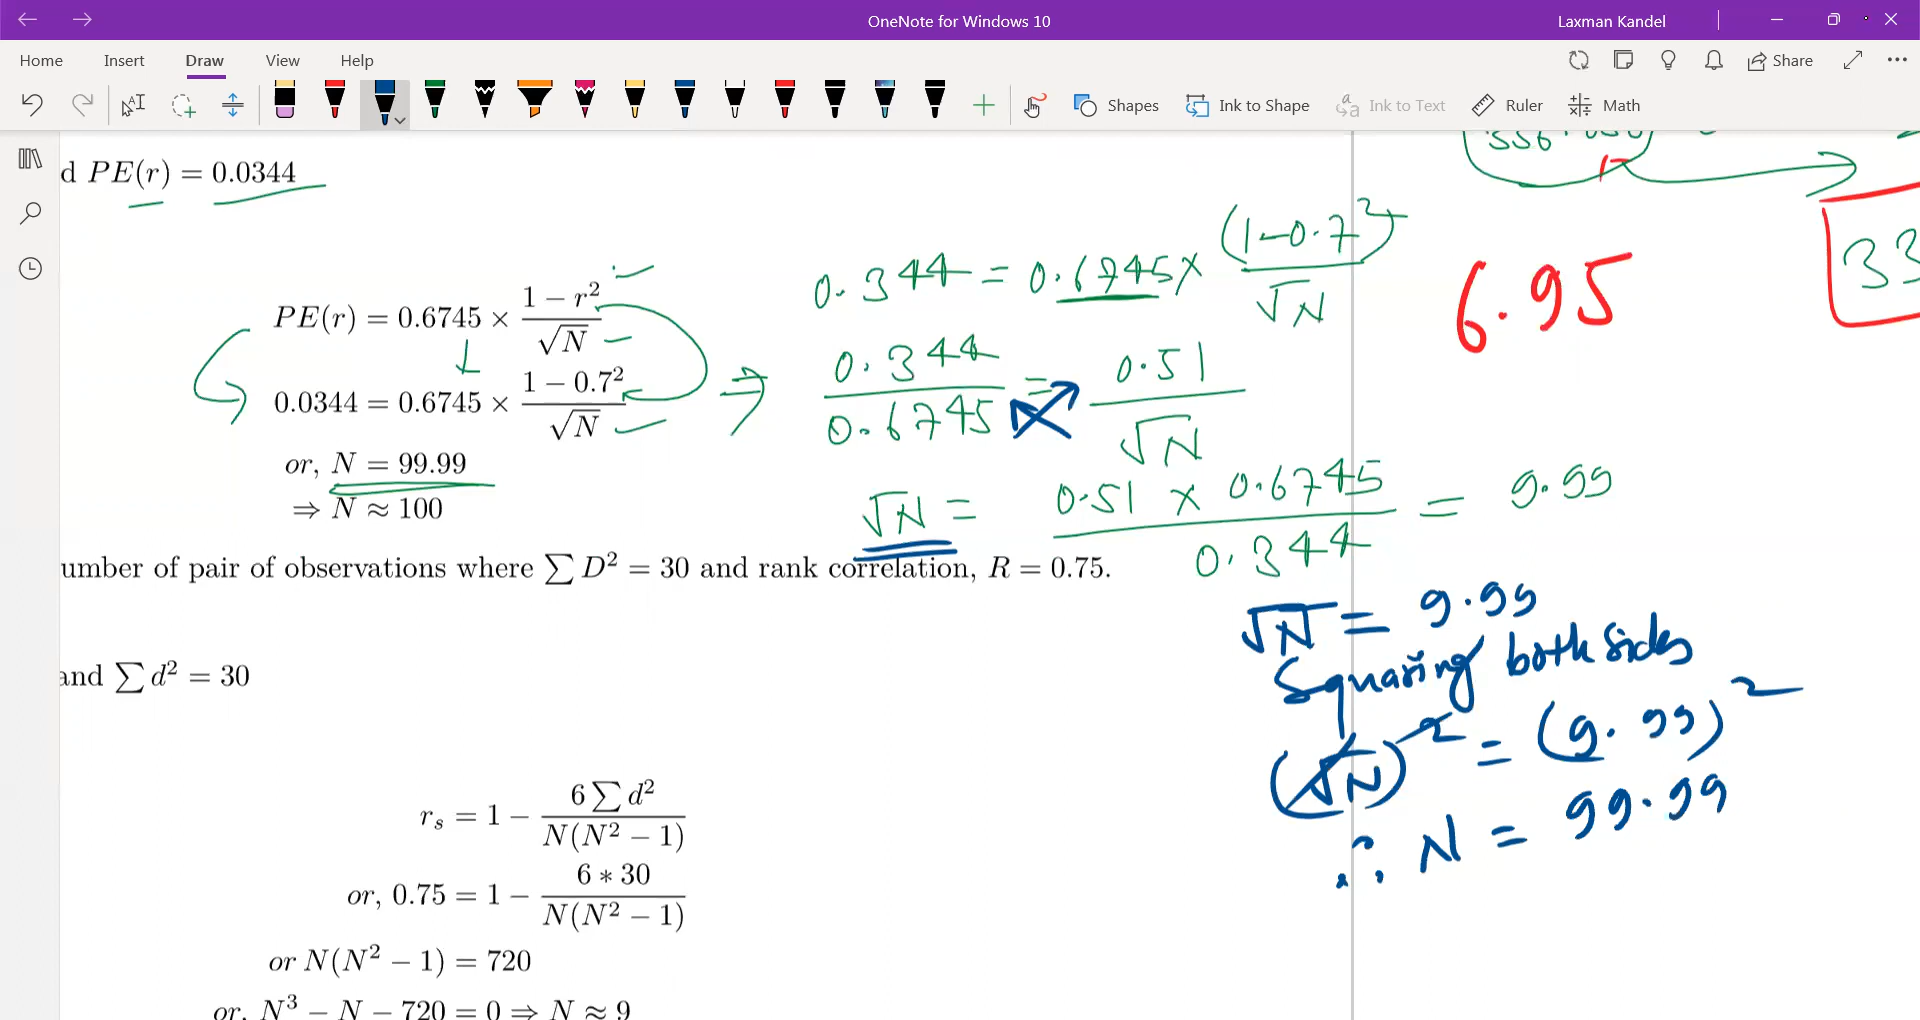 OneNote for Windows 10
Laxman Kandel
Home Insert Draw View Help
Share
Shapes Ink to Shape Ink to Text Ruler Math
d PE(r) = 0.0344
PE(r) = 0.6745 × (1 − r²)/√N
0.0344 = 0.6745 × (1 − 0.7²)/√N
or, N = 99.99
⇒ N ≈ 100
0.344 = 0.6745 × (1-0.7²)/√N
0.344/0.6745 = 0.51/√N
√N = (0.51 × 0.6745)/0.344 = 9.99
6.95
33
umber of pair of observations where ∑ D² = 30 and rank correlation, R = 0.75.
√N = 9.99
Squaring both sides
(√N)² = (9.99)²
∴ N = 99.99
and ∑ d² = 30
rₛ = 1 − 6 ∑ d²/N(N² − 1)
or, 0.75 = 1 − 6 ∗ 30/N(N² − 1)
or N(N² − 1) = 720
or, N³ − N − 720 = 0 ⇒ N ≈ 9